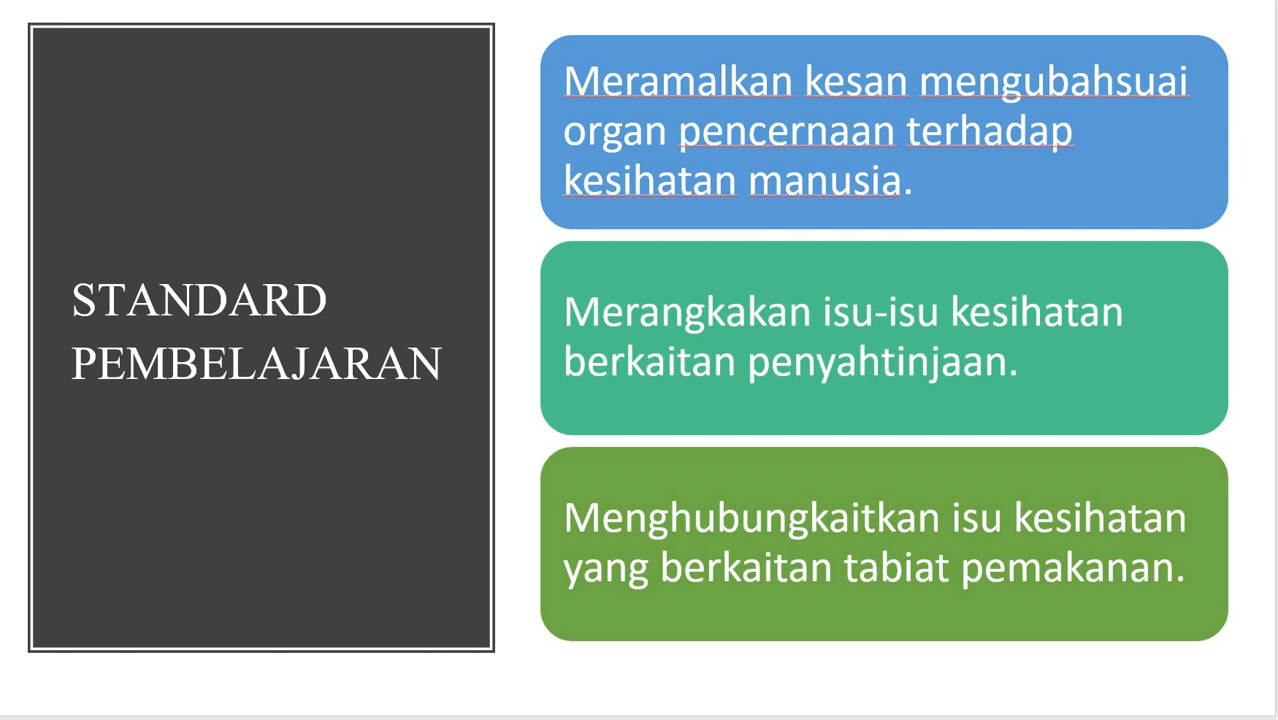 STANDARD
PEMBELAJARAN
Meramalkan kesan mengubahsuai
organ pencernaan terhadap
kesihatan manusia.
Merangkakan isu-isu kesihatan
berkaitan penyahtinjaan.
Menghubungkaitkan isu kesihatan
yang berkaitan tabiat pemakanan.